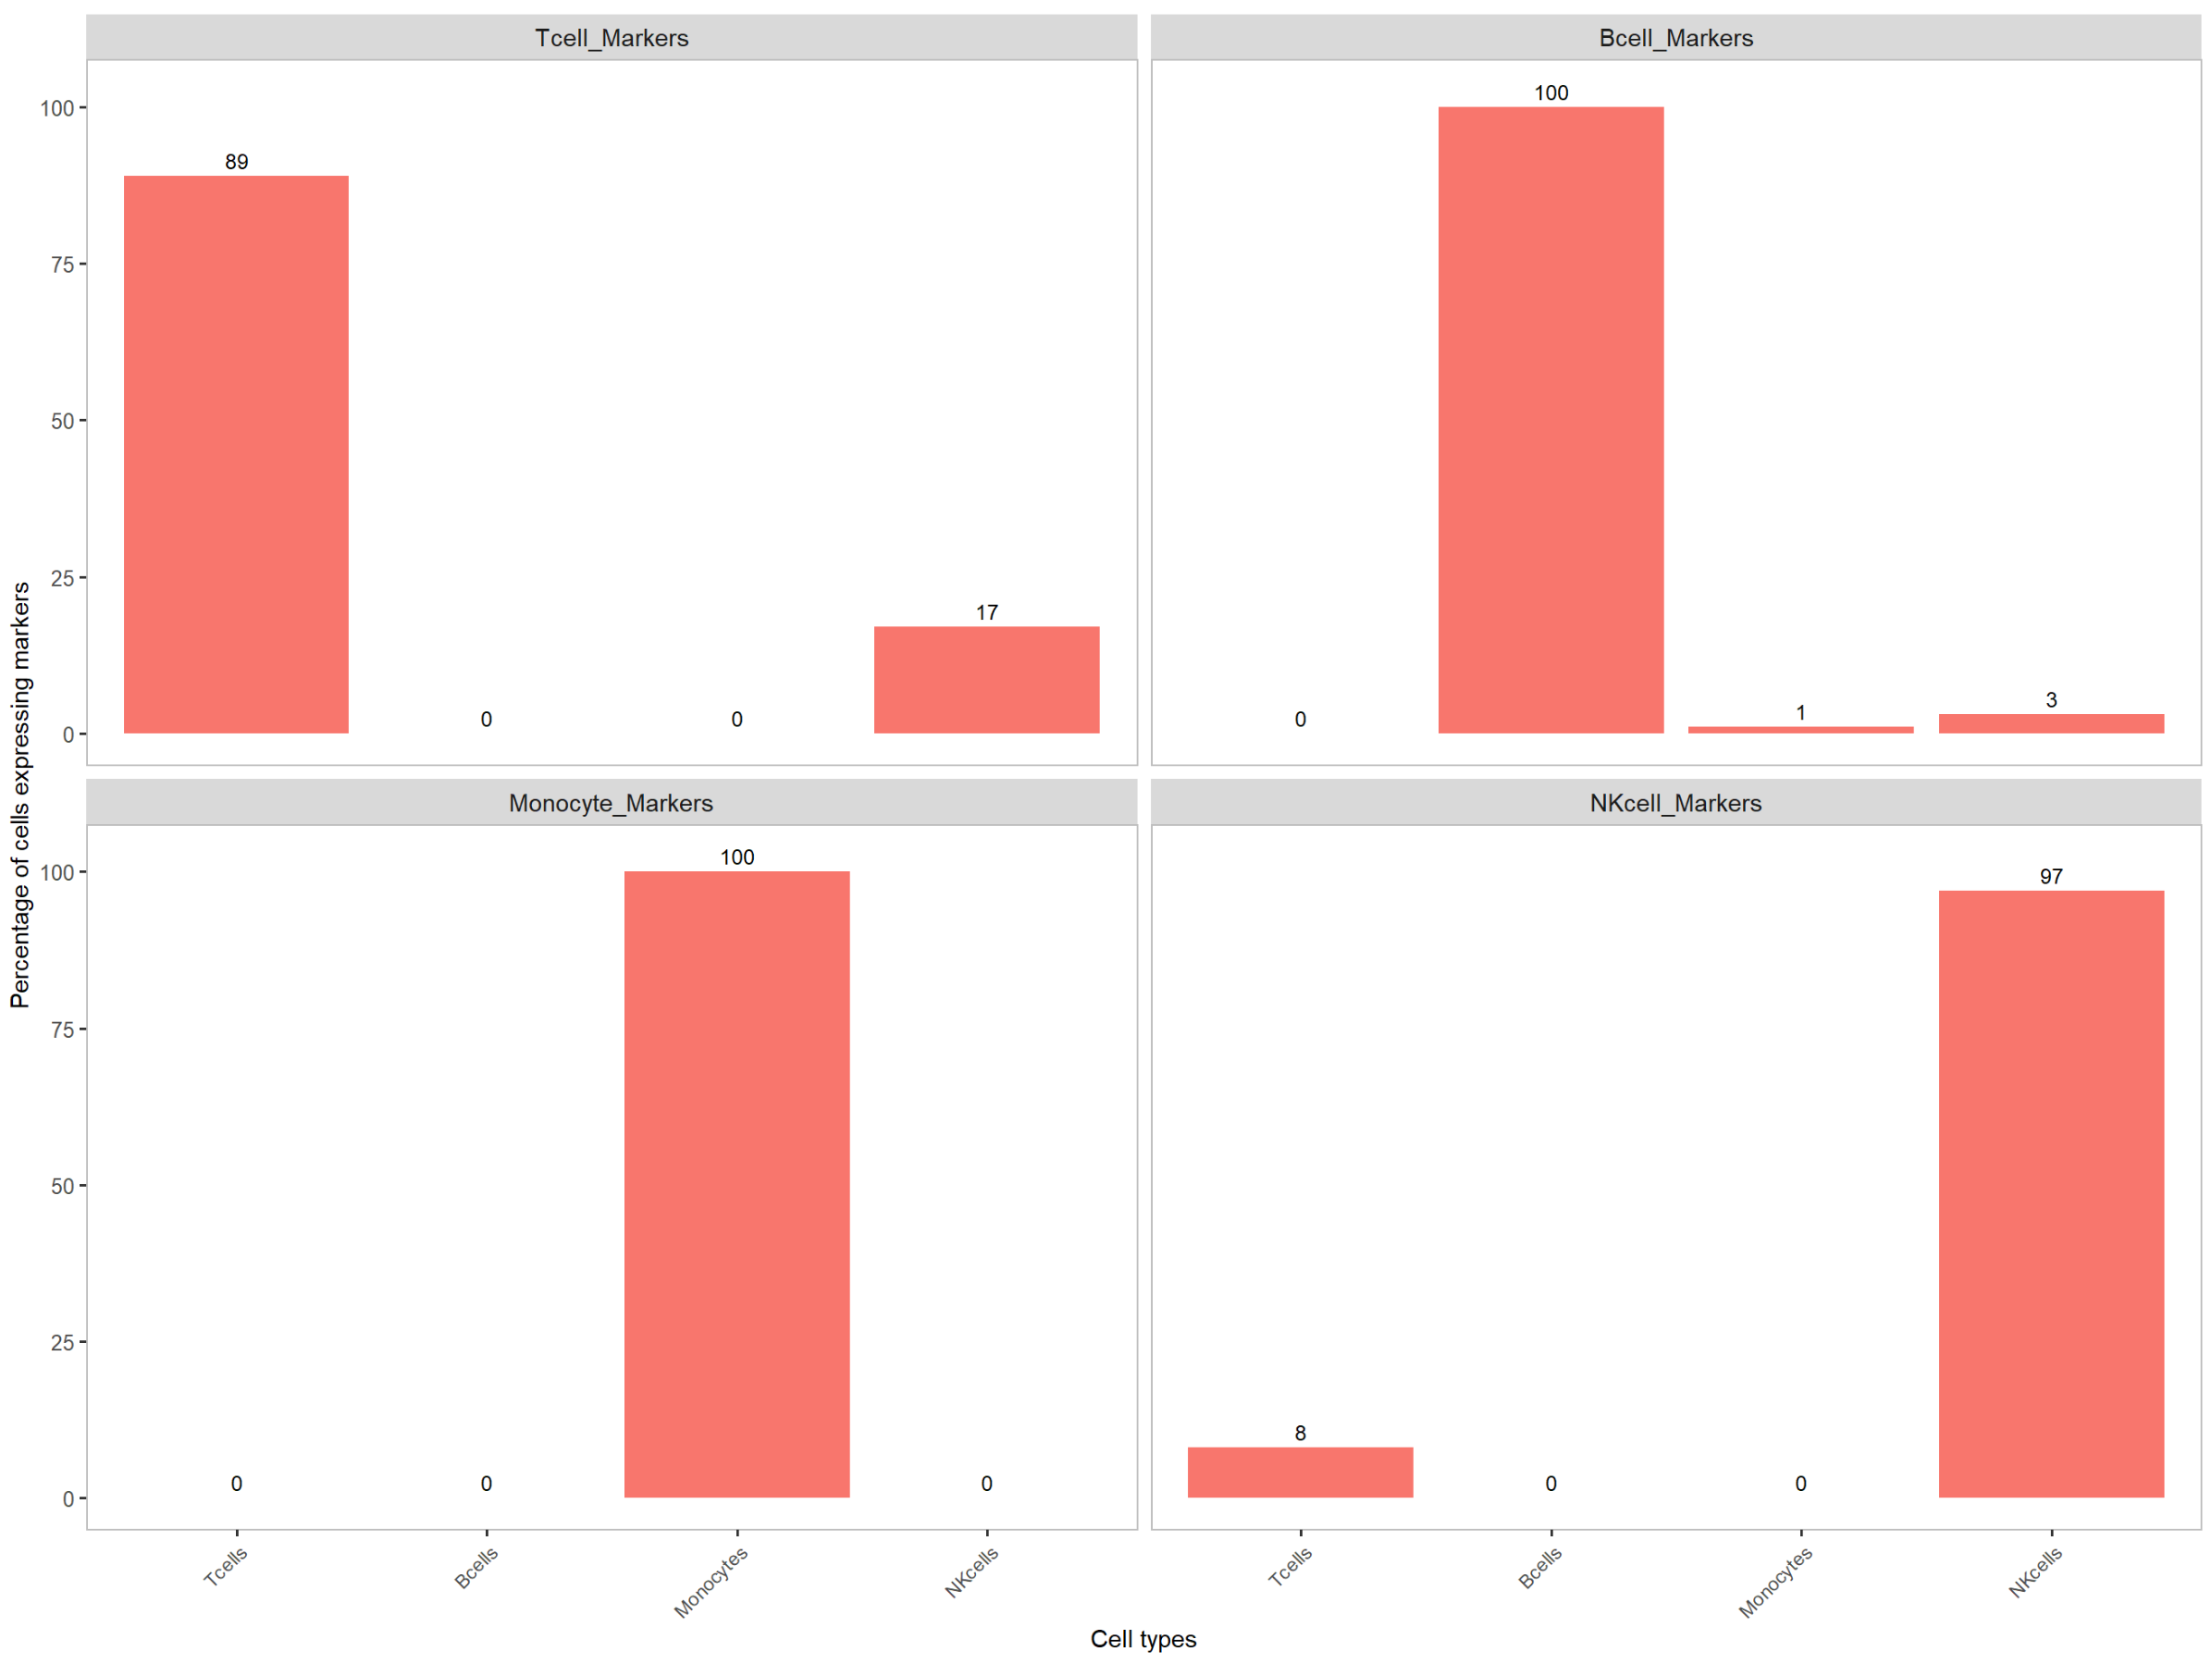 Tcell_Markers
Bcell_Markers
Percentage of cells expressing markers
100
75
50
25
0
89
0
0
17
0
100
1
3
Monocyte_Markers
NKcell_Markers
100
75
50
25
0
0
0
100
0
8
0
0
97
Tcells
Bcells
Monocytes
NKcells
Tcells
Bcells
Monocytes
NKcells
Cell types